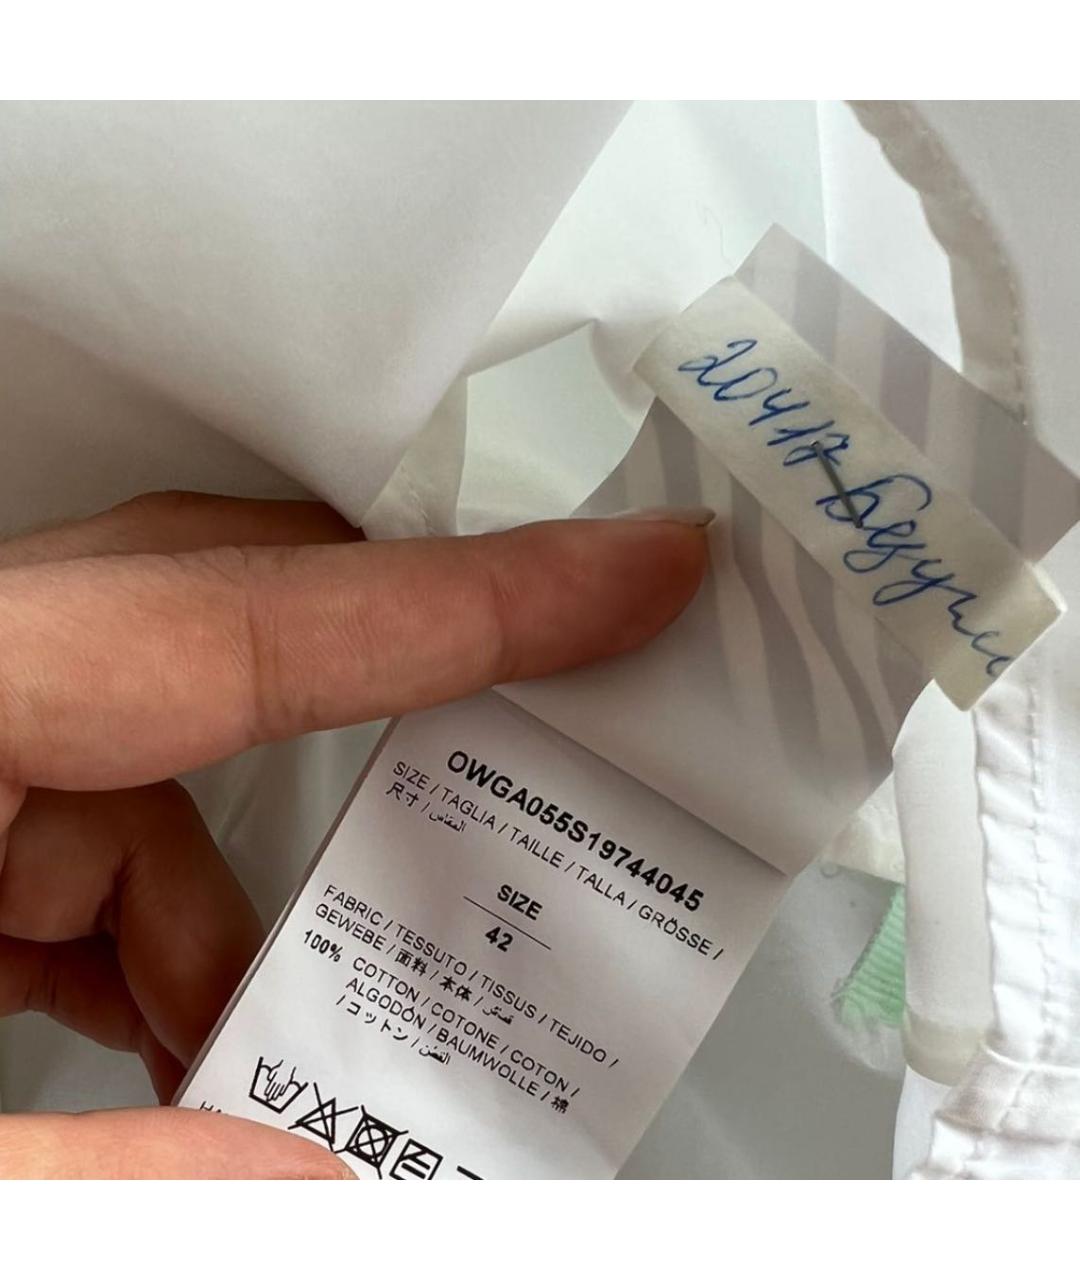 20417
OWGA055S19744045
SIZE / TAGLIA / TAILLE / TALLA / GRÖSSE /
尺寸 / المقاس
SIZE
42
FABRIC / TESSUTO / TISSUS / TEJIDO /
GEWEBE / 面料 / 本体 / قماش
100% COTTON / COTONE / COTON /
ALGODÓN / BAUMWOLLE / 棉
/ コットン / القطن